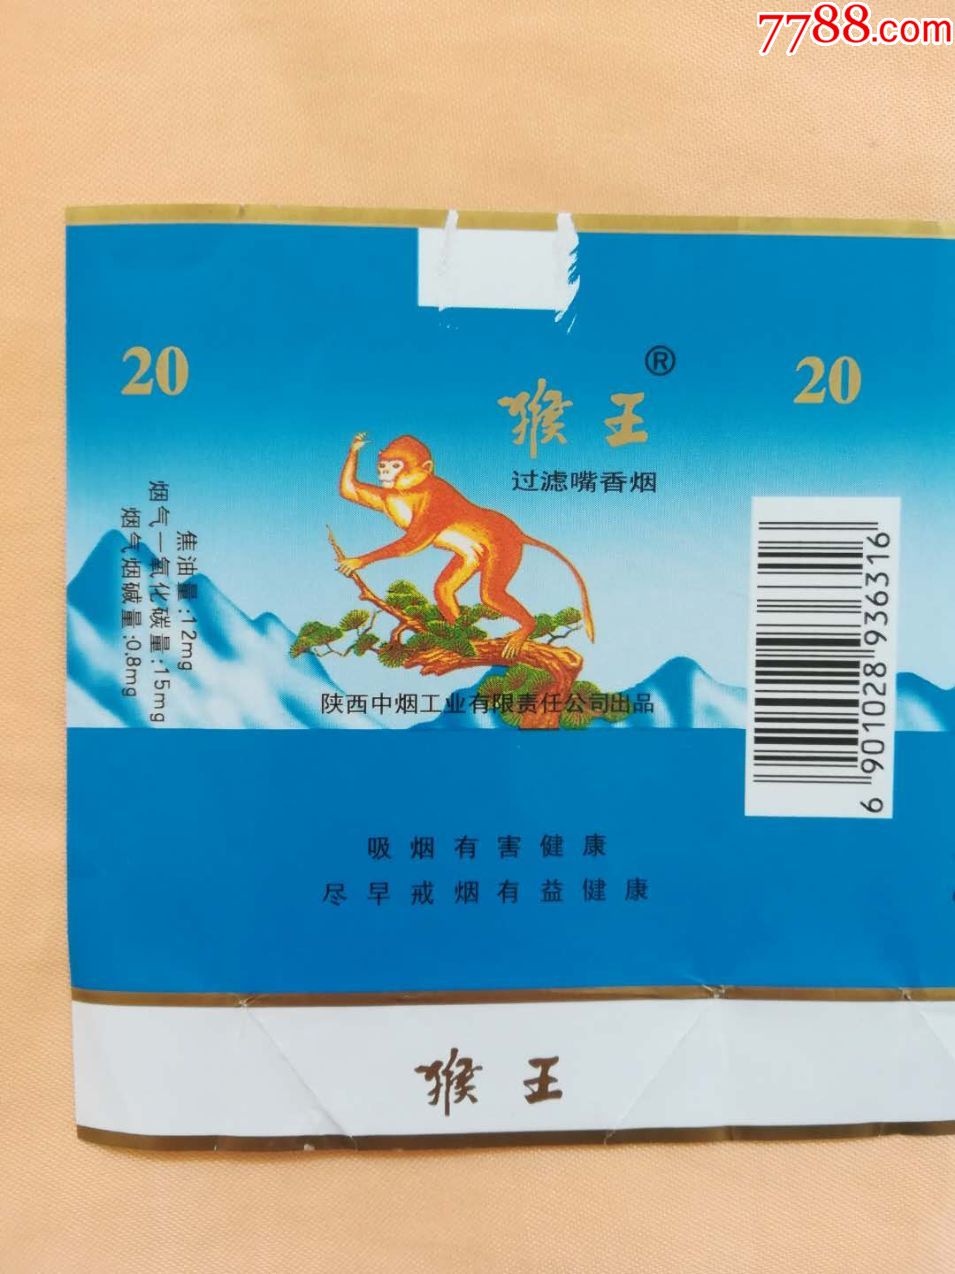 7788.com
20
®
猴王
20
过滤嘴香烟
焦油量:12mg
烟气一氧化碳量:15mg
烟气烟碱量:0.8mg
6 901028 936316
陕西中烟工业有限责任公司出品
吸烟有害健康
尽早戒烟有益健康
猴王